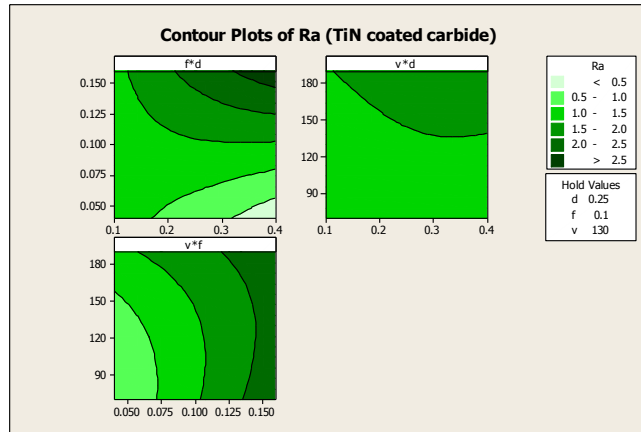 Contour Plots of Ra (TiN coated carbide)
f*d
0.150
0.125
0.100
0.075
0.050
0.1 0.2 0.3 0.4
v*d
180
150
120
90
0.1 0.2 0.3 0.4
v*f
180
150
120
90
0.050 0.075 0.100 0.125 0.150
Ra
< 0.5
0.5 - 1.0
1.0 - 1.5
1.5 - 2.0
2.0 - 2.5
> 2.5
Hold Values
d 0.25
f 0.1
v 130